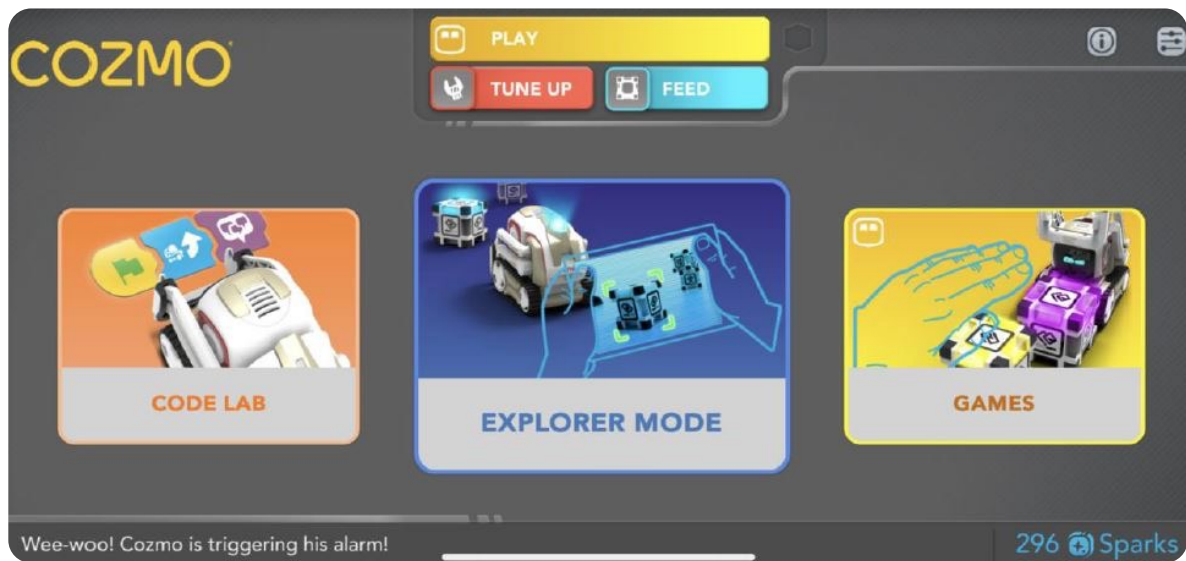 COZMO
PLAY
TUNE UP
FEED
CODE LAB
EXPLORER MODE
GAMES
Wee-woo! Cozmo is triggering his alarm!
296 Sparks